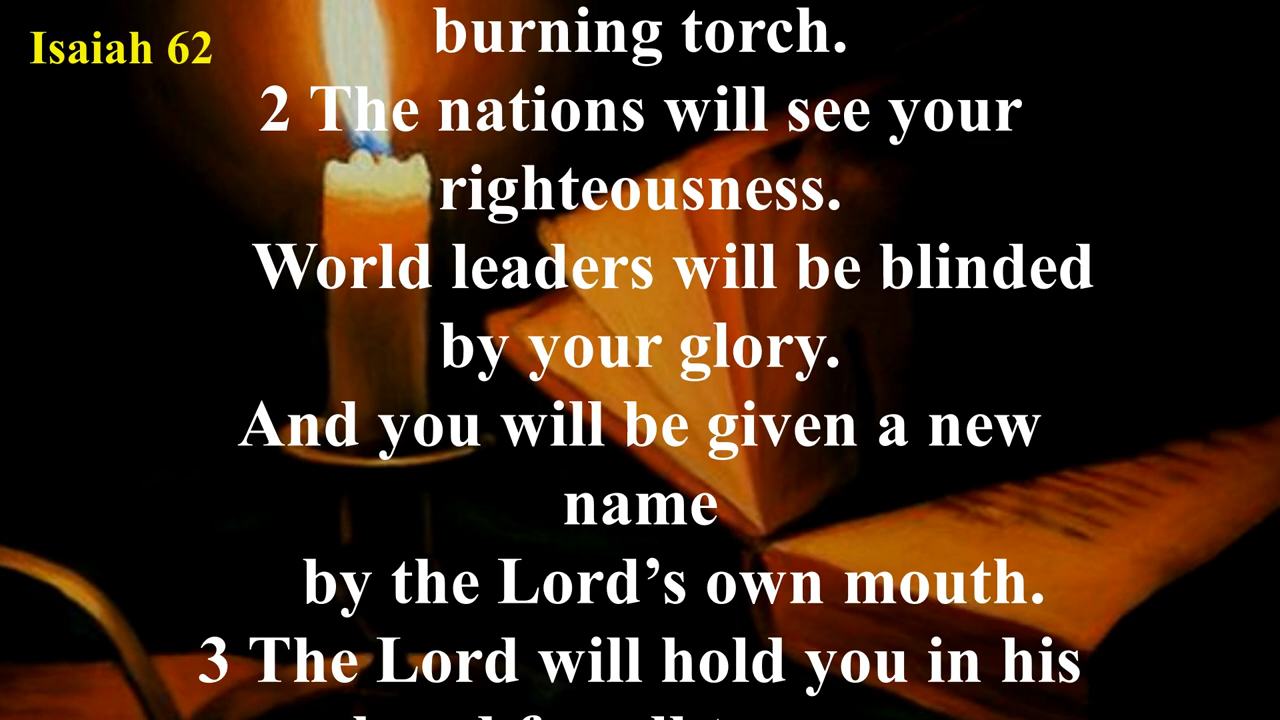 Isaiah 62
burning torch.
2 The nations will see your
righteousness.
World leaders will be blinded
by your glory.
And you will be given a new
name
by the Lord’s own mouth.
3 The Lord will hold you in his